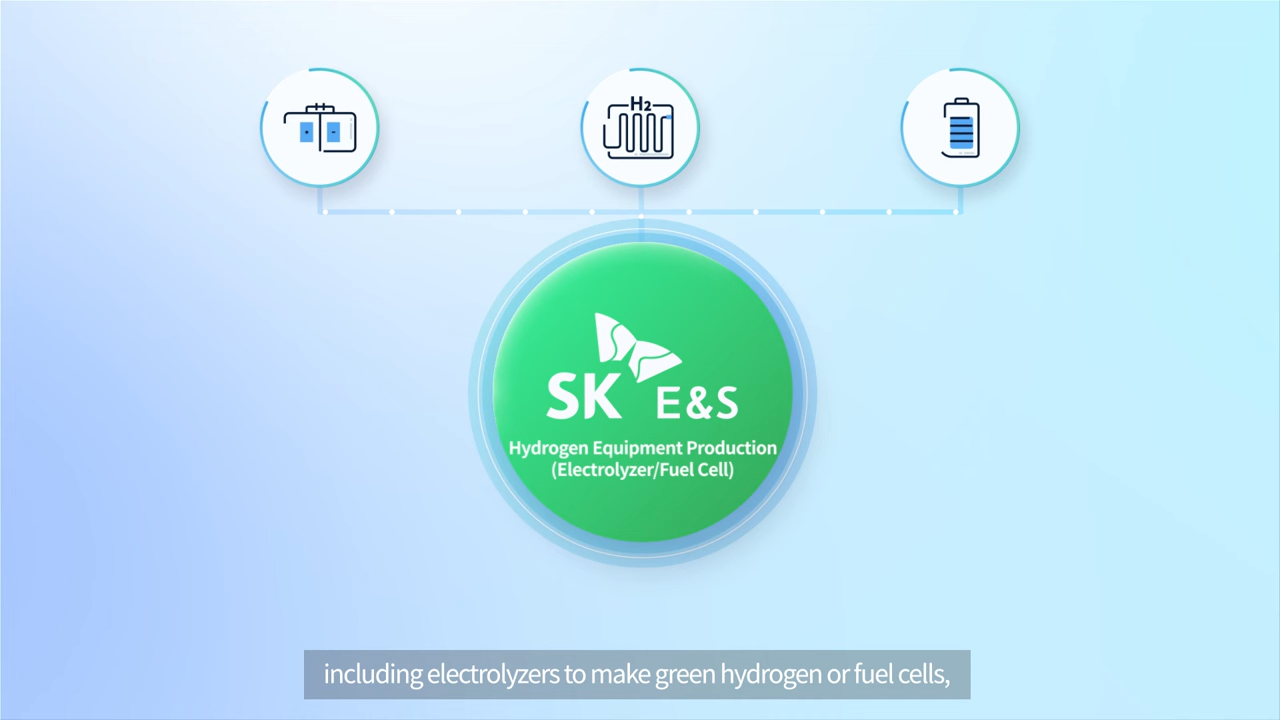 H2
SK E&S
Hydrogen Equipment Production
(Electrolyzer/Fuel Cell)
including electrolyzers to make green hydrogen or fuel cells,